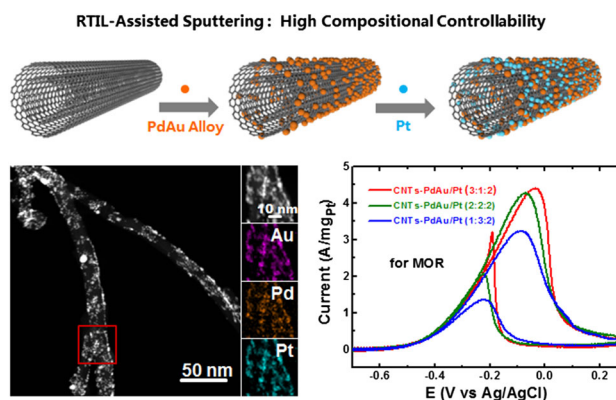 RTIL-Assisted Sputtering: High Compositional Controllability
PdAu Alloy
Pt
10 nm
Au
Pd
Pt
50 nm
5
4
3
2
1
0
Current (A/mgPt)
CNTs-PdAu/Pt (3:1:2)
CNTs-PdAu/Pt (2:2:2)
CNTs-PdAu/Pt (1:3:2)
for MOR
-0.6 -0.4 -0.2 0.0 0.2
E (V vs Ag/AgCl)